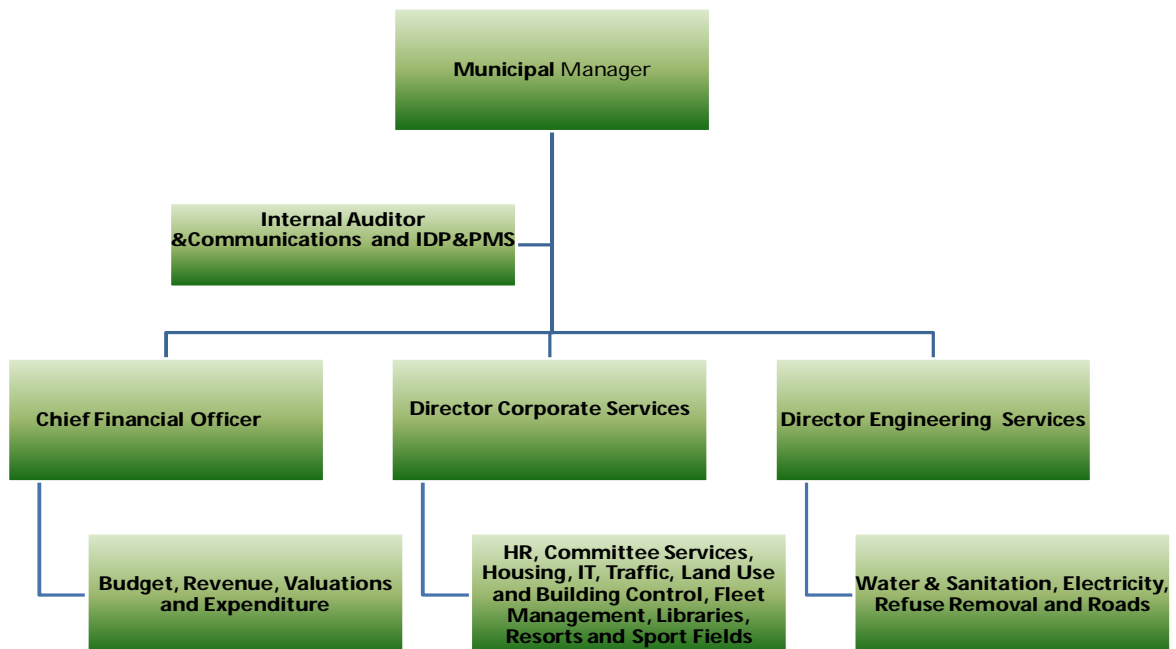 Municipal Manager
Internal Auditor
&Communications and IDP&PMS
Chief Financial Officer
Director Corporate Services
Director Engineering Services
Budget, Revenue, Valuations
and Expenditure
HR, Committee Services,
Housing, IT, Traffic, Land Use
and Building Control, Fleet
Management, Libraries,
Resorts and Sport Fields
Water & Sanitation, Electricity,
Refuse Removal and Roads